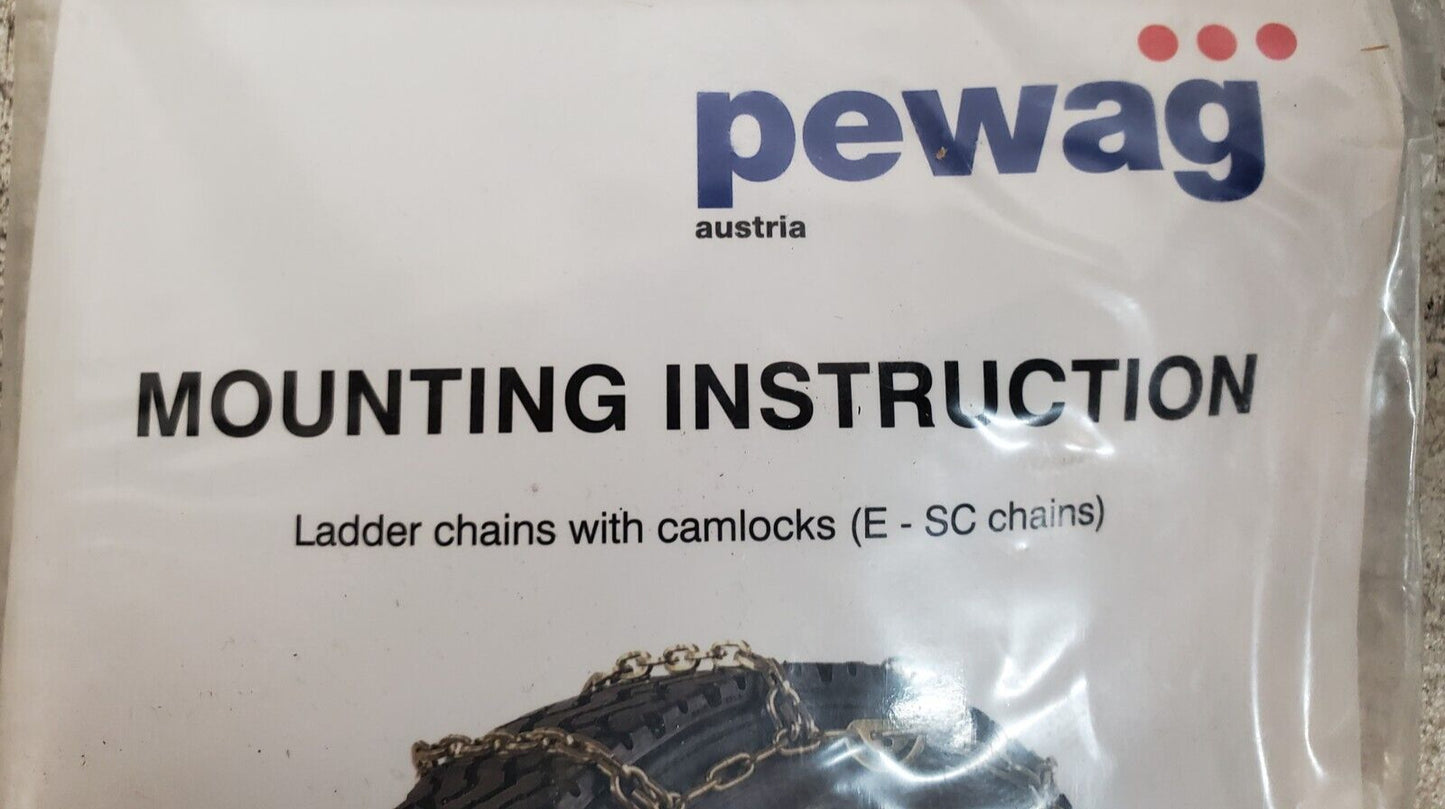 pewag
austria
MOUNTING INSTRUCTION
Ladder chains with camlocks (E - SC chains)